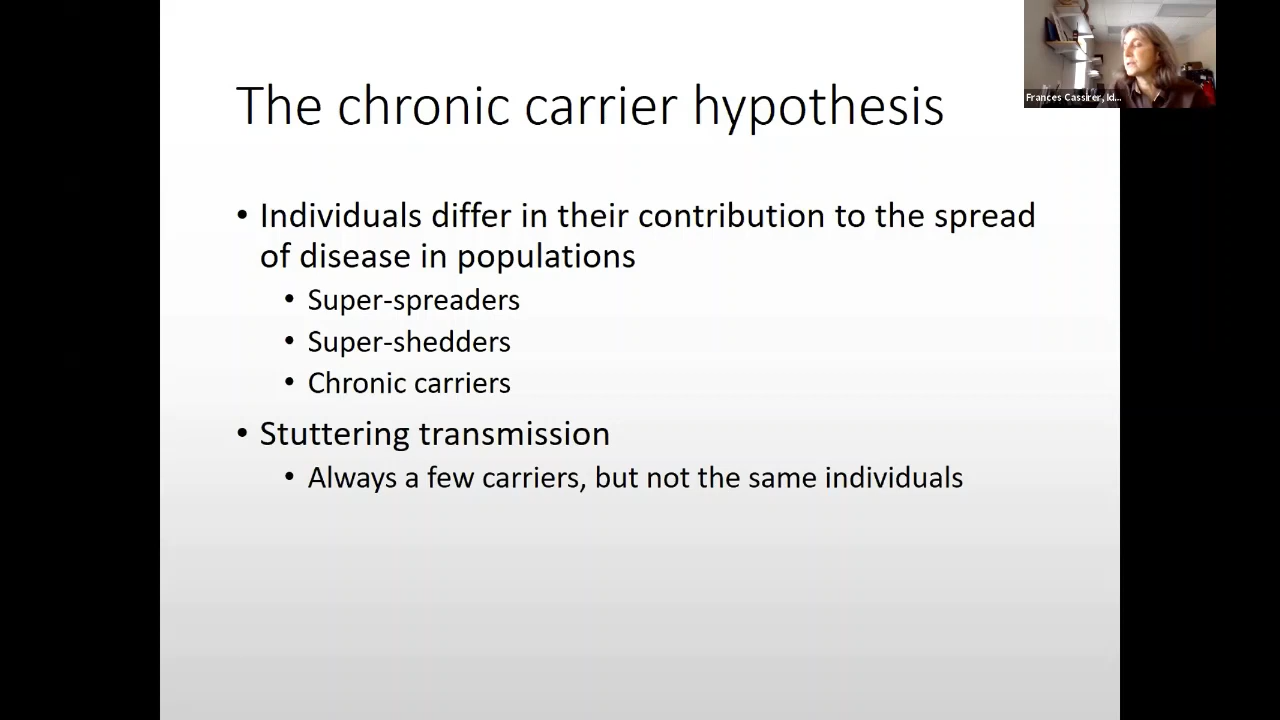 The chronic carrier hypothesis
Frances Cassirer, Id...
• Individuals differ in their contribution to the spread
of disease in populations
• Super-spreaders
• Super-shedders
• Chronic carriers
• Stuttering transmission
• Always a few carriers, but not the same individuals